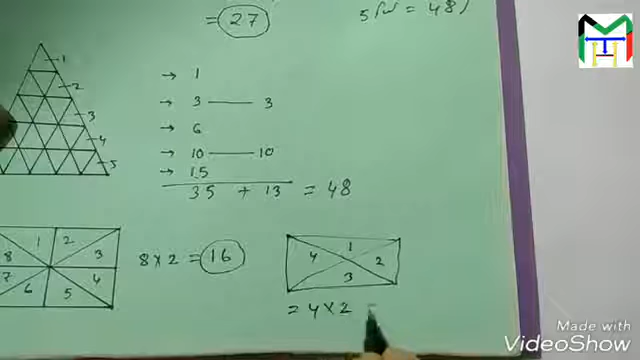 = 27
5 = 48)
MTH
1
2
3
4
5
→ 1
→ 3 —— 3
→ 6
→ 10 —— 10
→ 15
35 + 13 = 48
1 2
8 3
7 4
6 5
8×2 = 16
1
4 2
3
= 4×2
Made With
VideoShow